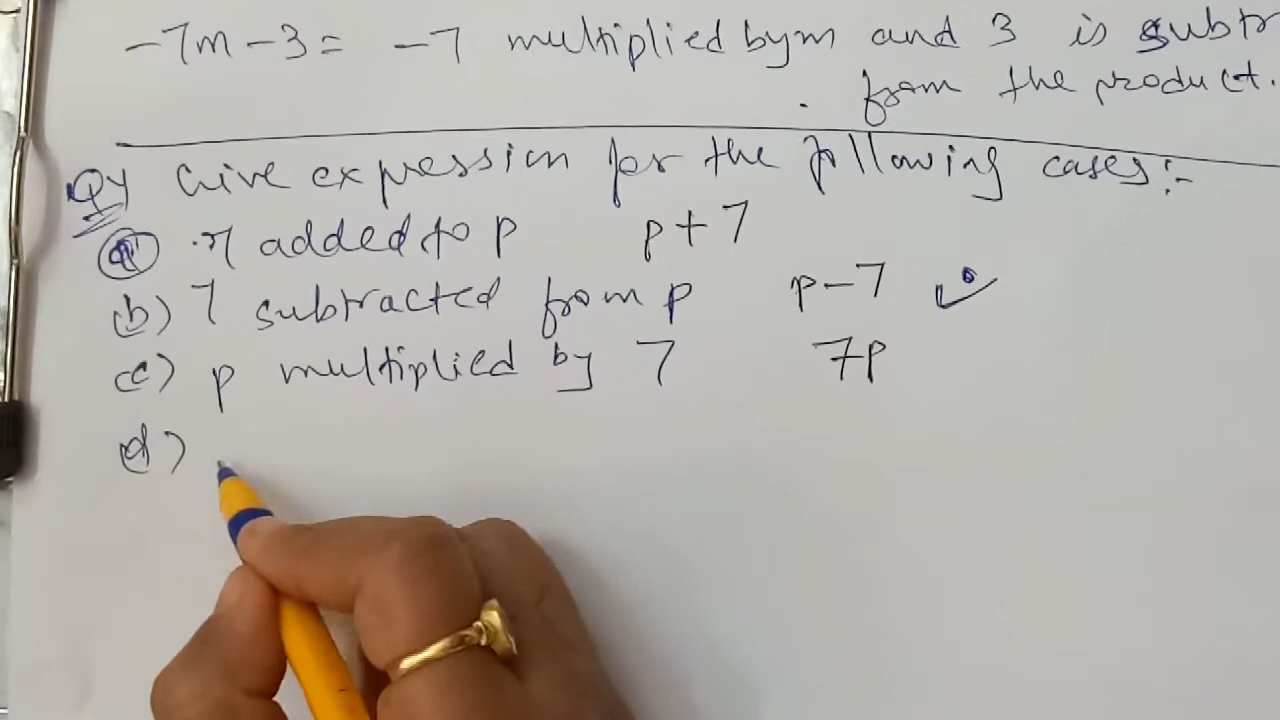 -7m-3= -7 multiplied by m and 3 is subtr
from the product.
Q4 Give expression for the following cases:-
(a) 7 added to p p+7
(b) 7 subtracted from p p-7
(c) p multiplied by 7 7p
(d)